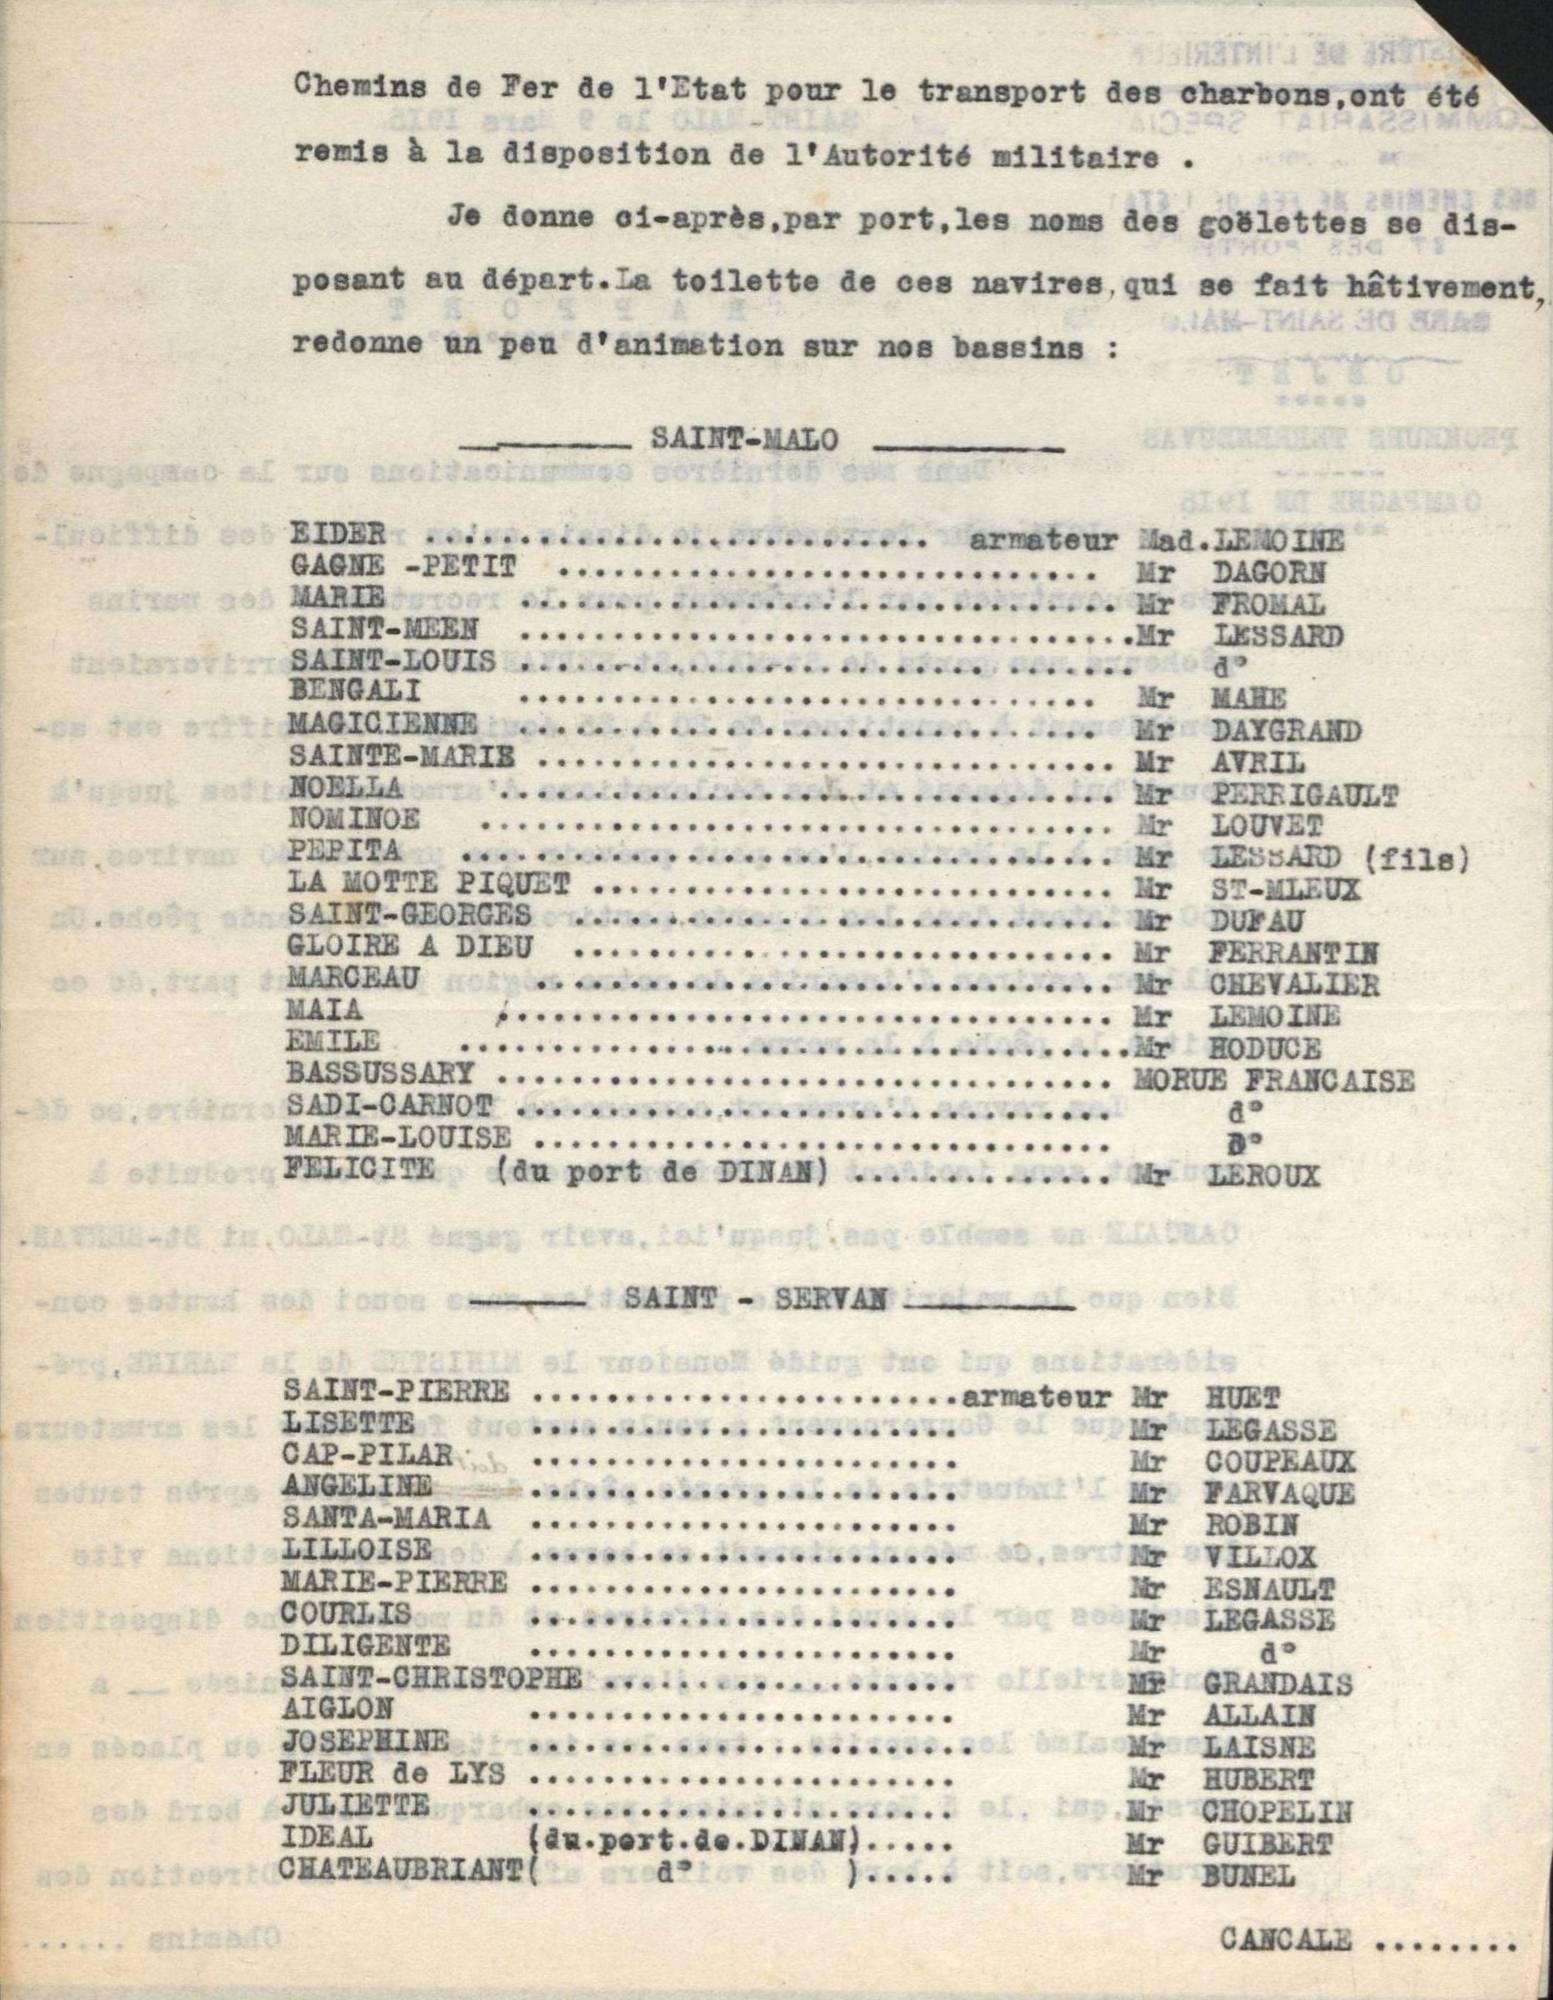 Chemins de Fer de l'Etat pour le transport des charbons,ont été
remis à la disposition de l'Autorité militaire .
Je donne ci-après,par port,les noms des goëlettes se dis-
posant au départ.La toilette de ces navires,qui se fait hâtivement,
redonne un peu d'animation sur nos bassins :
SAINT-MALO
EIDER ........................... armateur Mad.LEMOINE
GAGNE -PETIT ............................. Mr DAGORN
MARIE ................................ Mr FROMAL
SAINT-MEEN .................................Mr LESSARD
SAINT-LOUIS ......................... ....... d°
BENGALI ............................... Mr MAHE
MAGICIENNE ................................ Mr DAYGRAND
SAINTE-MARIE ............................... Mr AVRIL
NOELLA ................................. Mr PERRIGAULT
NOMINOE .................................. Mr LOUVET
PEPITA ................................... Mr LESSARD (fils)
LA MOTTE PIQUET ............................ Mr ST-MLEUX
SAINT-GEORGES ............................. Mr DUFAU
GLOIRE A DIEU ............................. Mr FERRANTIN
MARCEAU ............................... Mr CHEVALIER
MAIA ................................. Mr LEMOINE
EMILE ....................................Mr HODUCE
BASSUSSARY ................................. MORUE FRANCAISE
SADI-CARNOT ................................ d°
MARIE-LOUISE ............................... D°
FELICITE (du port de DINAN) .............. Mr LEROUX
SAINT - SERVAN
SAINT-PIERRE .......................armateur Mr HUET
LISETTE ....................... Mr LEGASSE
CAP-PILAR ....................... Mr COUPEAUX
ANGELINE ....................... Mr FARVAQUE
SANTA-MARIA ....................... Mr ROBIN
LILLOISE ....................... Mr VILLOX
MARIE-PIERRE ....................... Mr ESNAULT
COURLIS ....................... Mr LEGASSE
DILIGENTE ....................... Mr d°
SAINT-CHRISTOPHE ................... Mr GRANDAIS
AIGLON ....................... Mr ALLAIN
JOSEPHINE ........................ Mr LAISNE
FLEUR de LYS ....................... Mr HUBERT
JULIETTE ....................... Mr CHOPELIN
IDEAL (du.port.de.DINAN)..... Mr GUIBERT
CHATEAUBRIANT( d° )..... Mr BUNEL
CANCALE ........